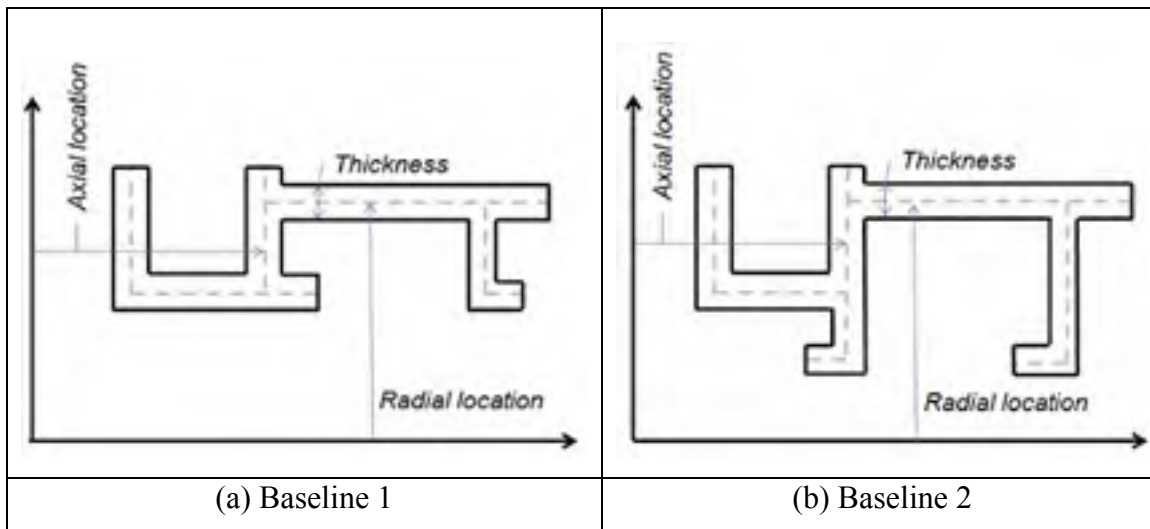 Axial location
Thickness
Radial location
(a) Baseline 1
Axial location
Thickness
Radial location
(b) Baseline 2